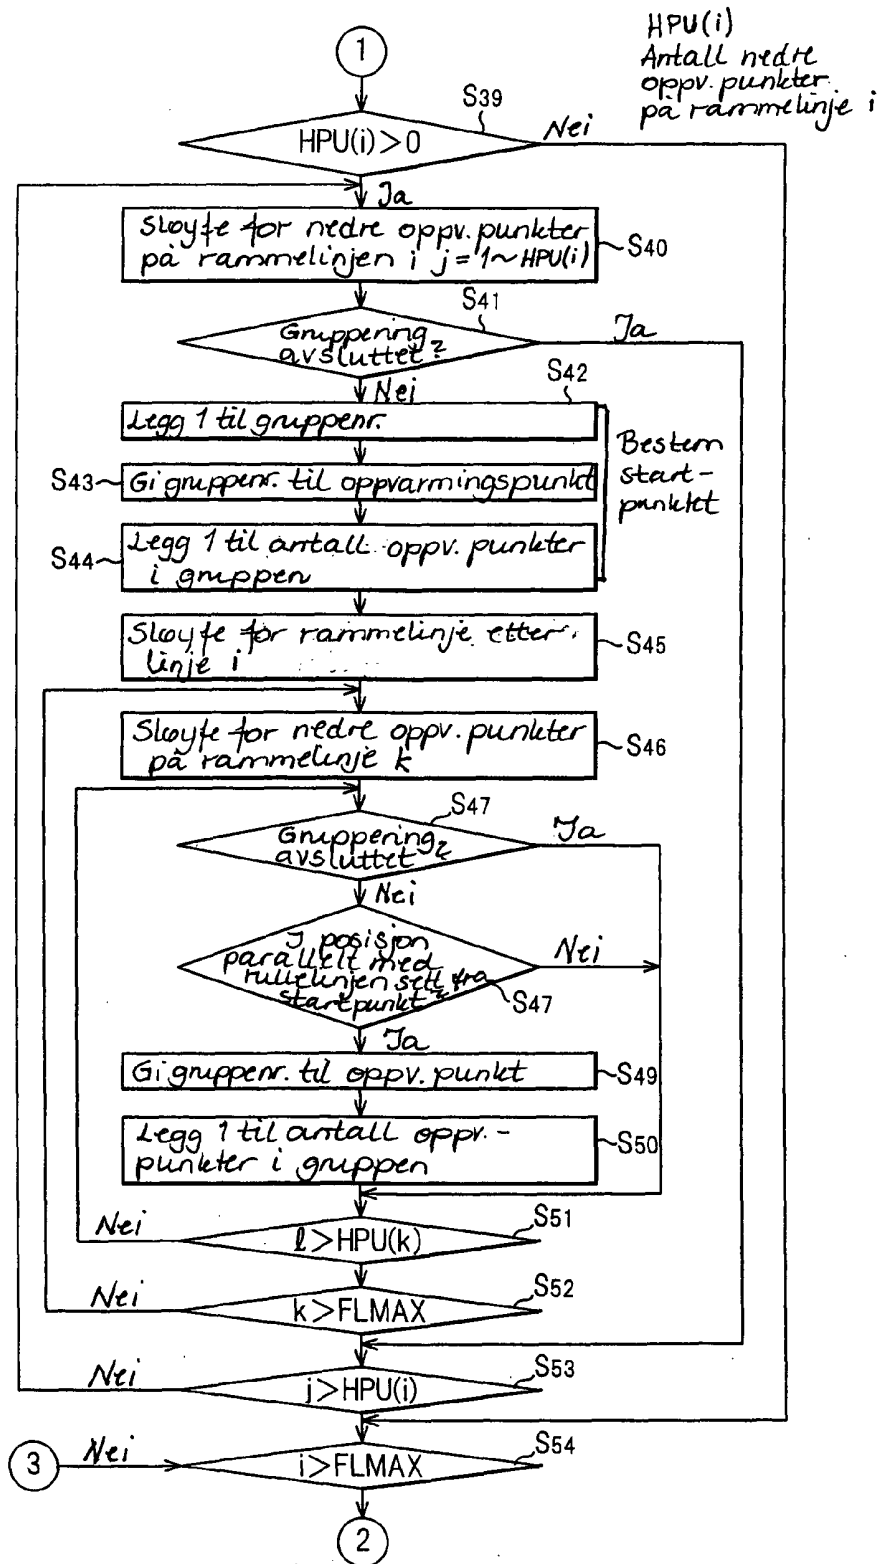 HPU(i)
Antall nedre
oppv. punkter
på rammelinje i
1
S39
HPU(i)>0
Nei
Ja
Sløyfe for nedre oppv. punkter
på rammelinjen i j=1~HPU(i)
S40
S41
Gruppering
avsluttet?
Ja
Nei
S42
Legg 1 til gruppenr.
Bestem
start-
punktet
S43
Gi gruppenr. til oppvarmingspunkt
S44
Legg 1 til antall oppv. punkter
i gruppen
Sløyfe for rammelinje etter
linje i
S45
Sløyfe for nedre oppv. punkter
på rammelinje k
S46
S47
Gruppering
avsluttet?
Ja
Nei
I posisjon
parallelt med
rullelinjen sett fra
startpunkt?
Nei
S47
Ja
Gi gruppenr. til oppv. punkt
S49
Legg 1 til antall oppv.-
punkter i gruppen
S50
Nei
ℓ>HPU(k)
S51
Nei
k>FLMAX
S52
Nei
j>HPU(i)
S53
3
Nei
i>FLMAX
S54
2